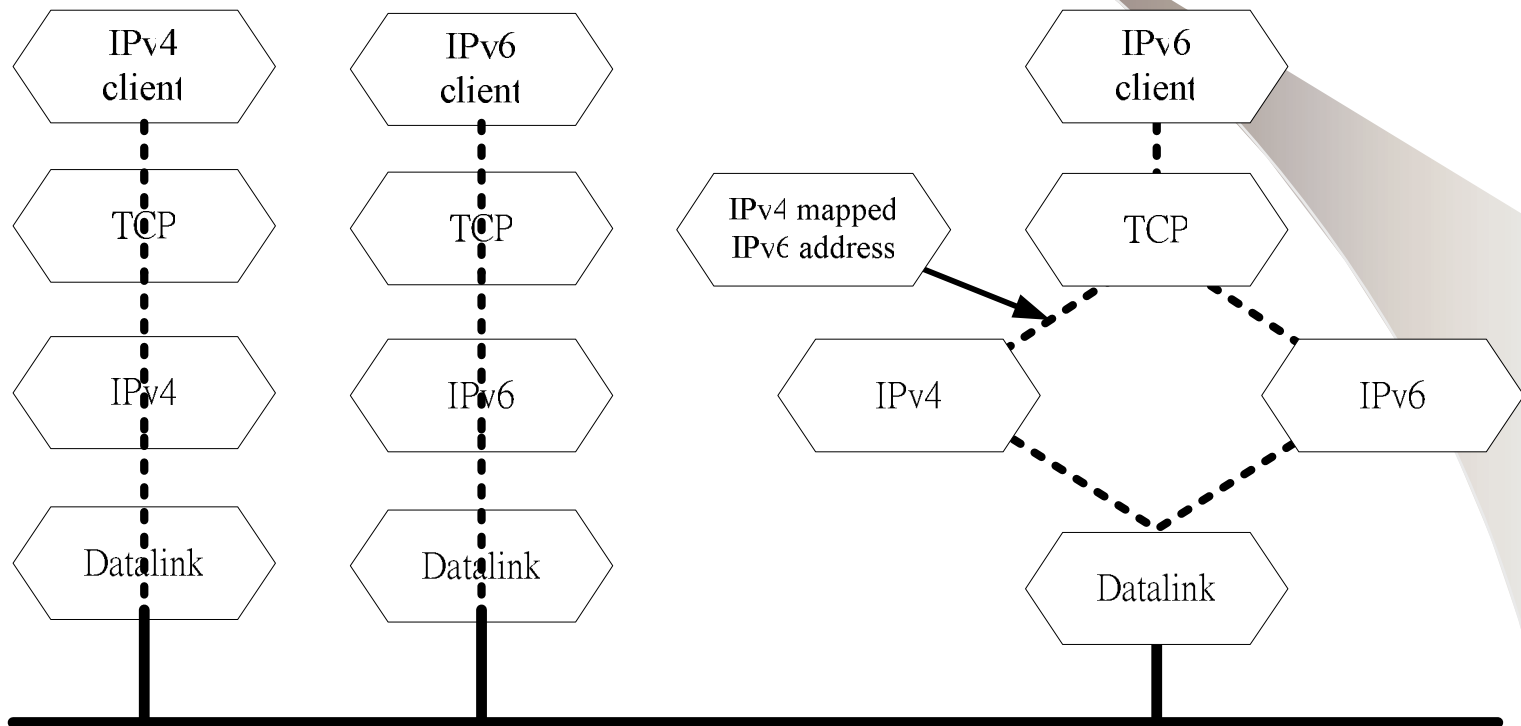 IPv4
client
IPv6
client
IPv6
client
TCP
TCP
IPv4 mapped
IPv6 address
TCP
IPv4
IPv6
IPv4
IPv6
Datalink
Datalink
Datalink